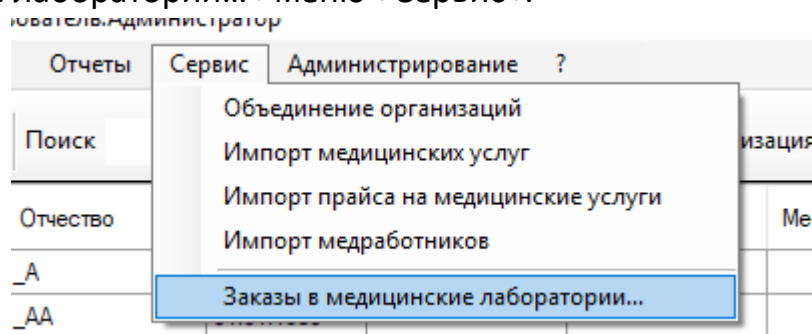 Отчеты Сервис Администрирование ?
Объединение организаций
Поиск
Импорт медицинских услуг
Импорт прайса на медицинские услуги
Отчество
Импорт медработников
_А
Заказы в медицинские лаборатории...
_АА